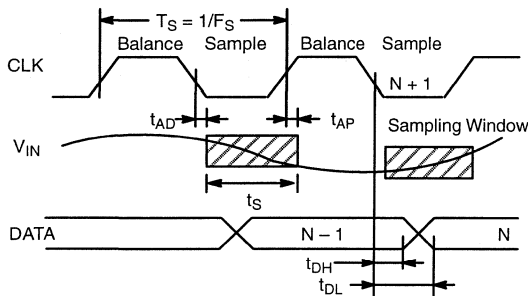 T_S = 1/F_S
Balance Sample Balance Sample
CLK
N + 1
t_AD t_AP
Sampling Window
V_IN
t_S
DATA
N – 1 N
t_DH
t_DL